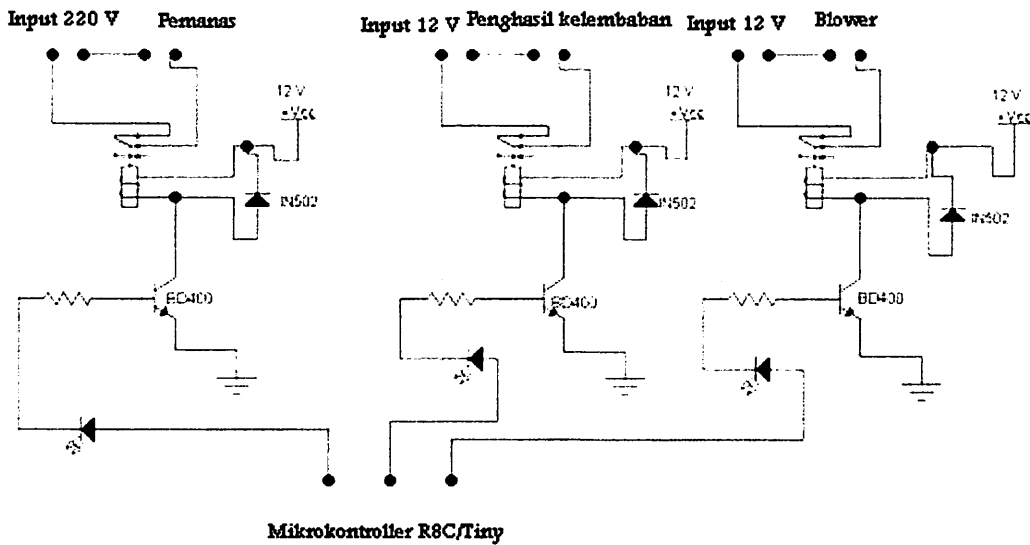 Input 220 V
Pemanas
Input 12 V
Penghasil kelembaban
Input 12 V
Blower
12 V
+Vcc
12 V
+Vcc
12 V
+Vcc
IN502
IN502
IN502
BD400
BD400
BD400
Mikrokontroller R8C/Tiny